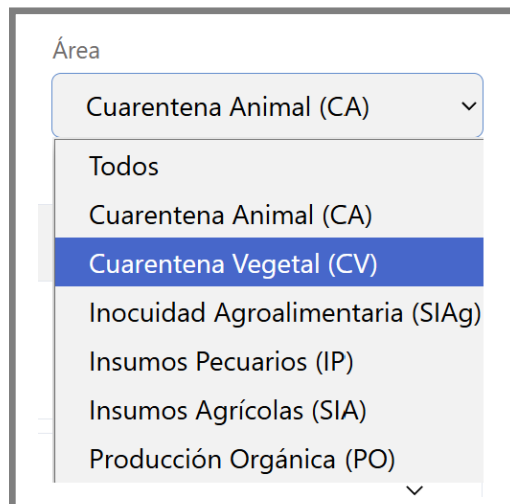 Área
Cuarentena Animal (CA)
Todos
Cuarentena Animal (CA)
Cuarentena Vegetal (CV)
Inocuidad Agroalimentaria (SIAg)
Insumos Pecuarios (IP)
Insumos Agrícolas (SIA)
Producción Orgánica (PO)